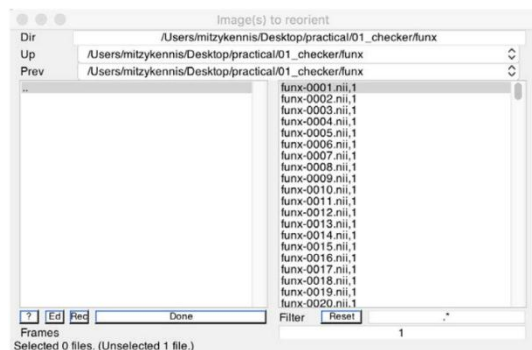 Image(s) to reorient
Dir /Users/mitzykennis/Desktop/practical/01_checker/funx
Up /Users/mitzykennis/Desktop/practical/01_checker/funx
Prev /Users/mitzykennis/Desktop/practical/01_checker/funx
.. funx-0001.nii,1
funx-0002.nii,1
funx-0003.nii,1
funx-0004.nii,1
funx-0005.nii,1
funx-0006.nii,1
funx-0007.nii,1
funx-0008.nii,1
funx-0009.nii,1
funx-0010.nii,1
funx-0011.nii,1
funx-0012.nii,1
funx-0013.nii,1
funx-0014.nii,1
funx-0015.nii,1
funx-0016.nii,1
funx-0017.nii,1
funx-0018.nii,1
funx-0019.nii,1
funx-0020.nii,1
? Ed Rec Done Filter Reset .*
Frames 1
Selected 0 files. (Unselected 1 file.)